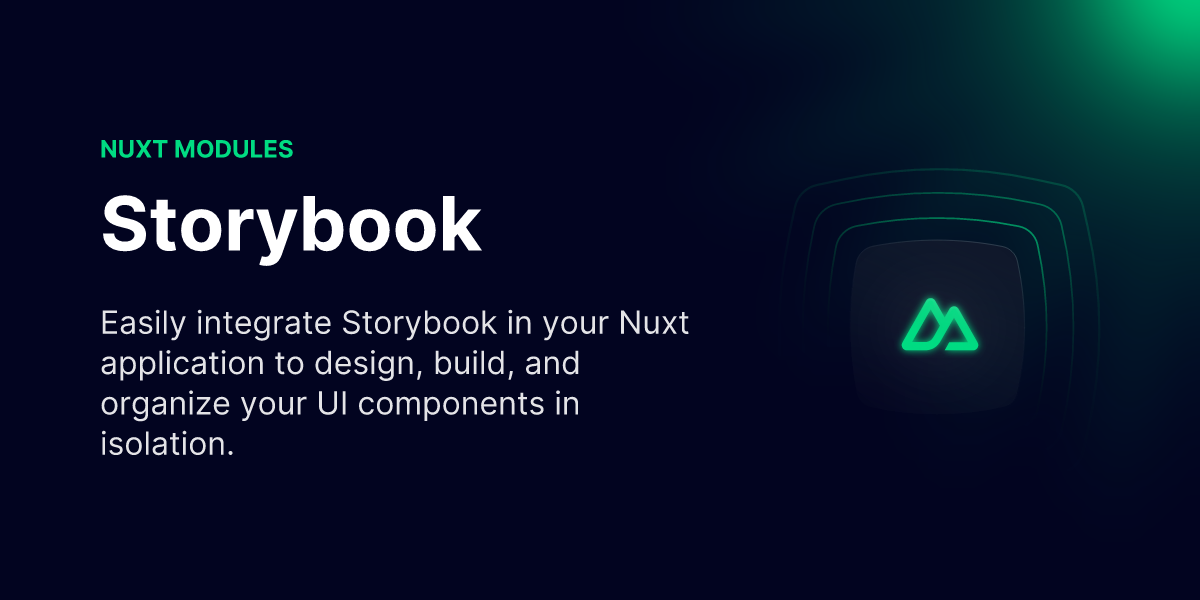 NUXT MODULES
Storybook
Easily integrate Storybook in your Nuxt
application to design, build, and
organize your UI components in
isolation.